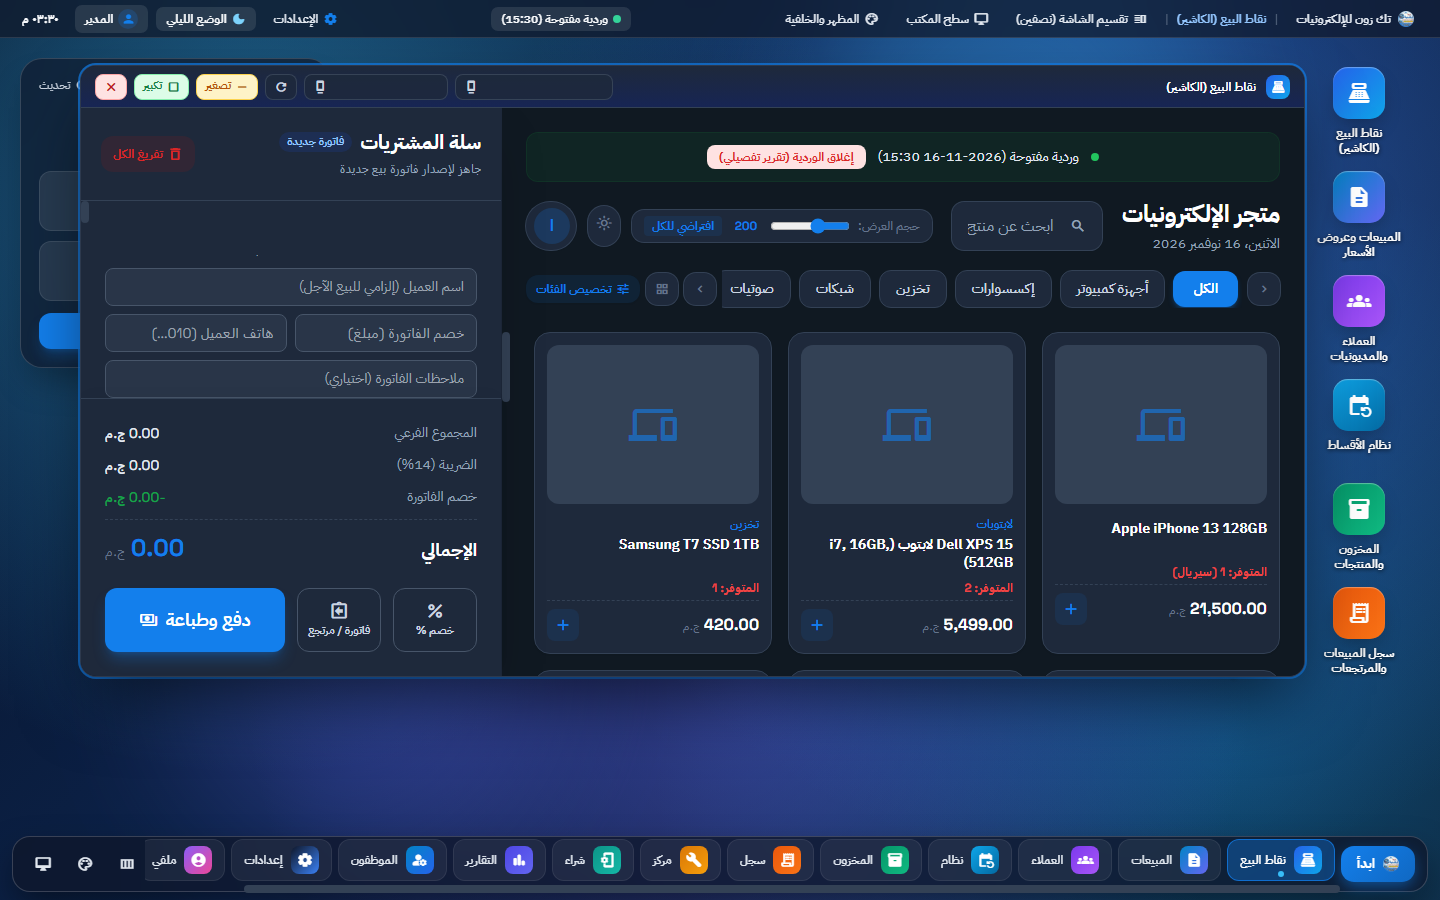 تك زون للإلكترونيات
نقاط البيع (الكاشير)
تقسيم الشاشة (نصفين)
سطح المكتب
المظهر والخلفية
وردية مفتوحة (15:30)
الإعدادات
الوضع الليلي
المدير
٠٣:٣٠ م
تحديث
نقاط البيع (الكاشير)
تصغير
تكبير
وردية مفتوحة (2026-11-16 15:30)
إغلاق الوردية (تقرير تفصيلي)
متجر الإلكترونيات
الاثنين، 16 نوفمبر 2026
ابحث عن منتج
حجم العرض:
200
افتراضي للكل
ا
الكل
أجهزة كمبيوتر
إكسسوارات
تخزين
شبكات
صوتيات
تخصيص الفئات
Apple iPhone 13 128GB
المتوفر: 1 (سيريال)
21,500.00 ج.م
لابتوبات
لابتوب Dell XPS 15 (i7, 16GB, 512GB)
المتوفر: 2
5,499.00 ج.م
تخزين
Samsung T7 SSD 1TB
المتوفر: 1
420.00 ج.م
سلة المشتريات
فاتورة جديدة
جاهز لإصدار فاتورة بيع جديدة
تفريغ الكل
اسم العميل (إلزامي للبيع الآجل)
خصم الفاتورة (مبلغ)
هاتف العميل (010...)
ملاحظات الفاتورة (اختياري)
المجموع الفرعي
0.00 ج.م
الضريبة (14%)
0.00 ج.م
خصم الفاتورة
-0.00 ج.م
الإجمالي
0.00 ج.م
خصم %
فاتورة / مرتجع
دفع وطباعة
نقاط البيع
(الكاشير)
المبيعات وعروض
الأسعار
العملاء
والمديونيات
نظام الأقساط
المخزون
والمنتجات
سجل المبيعات
والمرتجعات
ابدأ
نقاط البيع
المبيعات
العملاء
نظام
المخزون
سجل
مركز
شراء
التقارير
الموظفون
إعدادات
ملفي